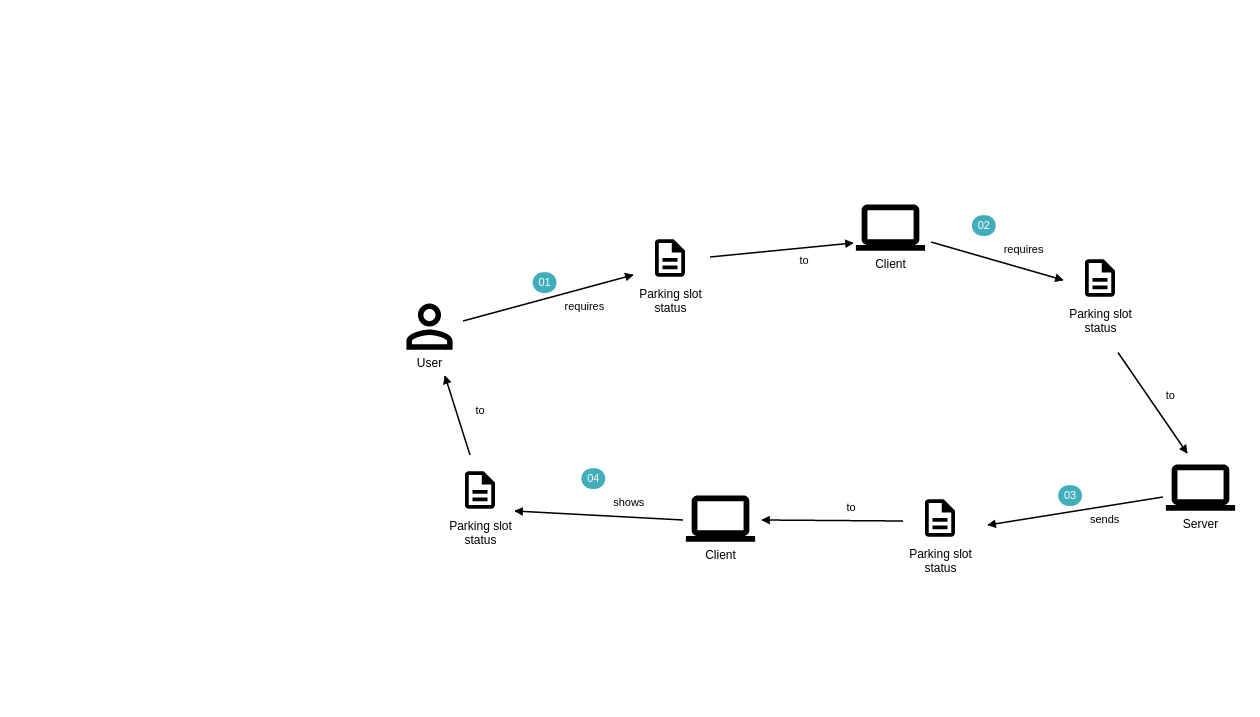 01
requires
User
Parking slot
status
to
Client
02
requires
Parking slot
status
to
Server
03
sends
Parking slot
status
to
Client
04
shows
Parking slot
status
to